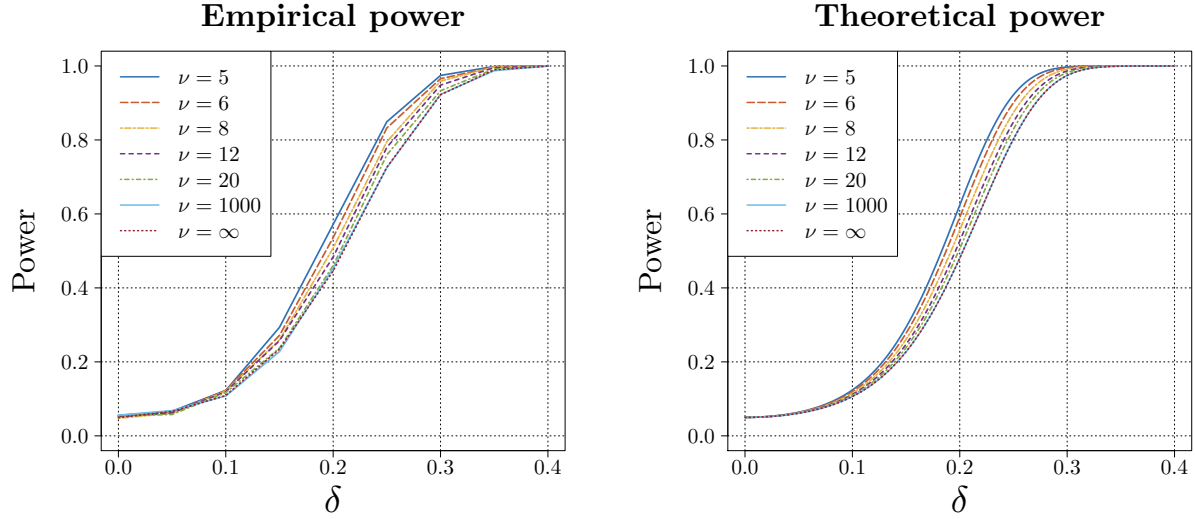 Empirical power
1.0
0.8
0.6
0.4
0.2
0.0
Power
ν = 5
ν = 6
ν = 8
ν = 12
ν = 20
ν = 1000
ν = ∞
0.0 0.1 0.2 0.3 0.4
δ
Theoretical power
1.0
0.8
0.6
0.4
0.2
0.0
Power
ν = 5
ν = 6
ν = 8
ν = 12
ν = 20
ν = 1000
ν = ∞
0.0 0.1 0.2 0.3 0.4
δ